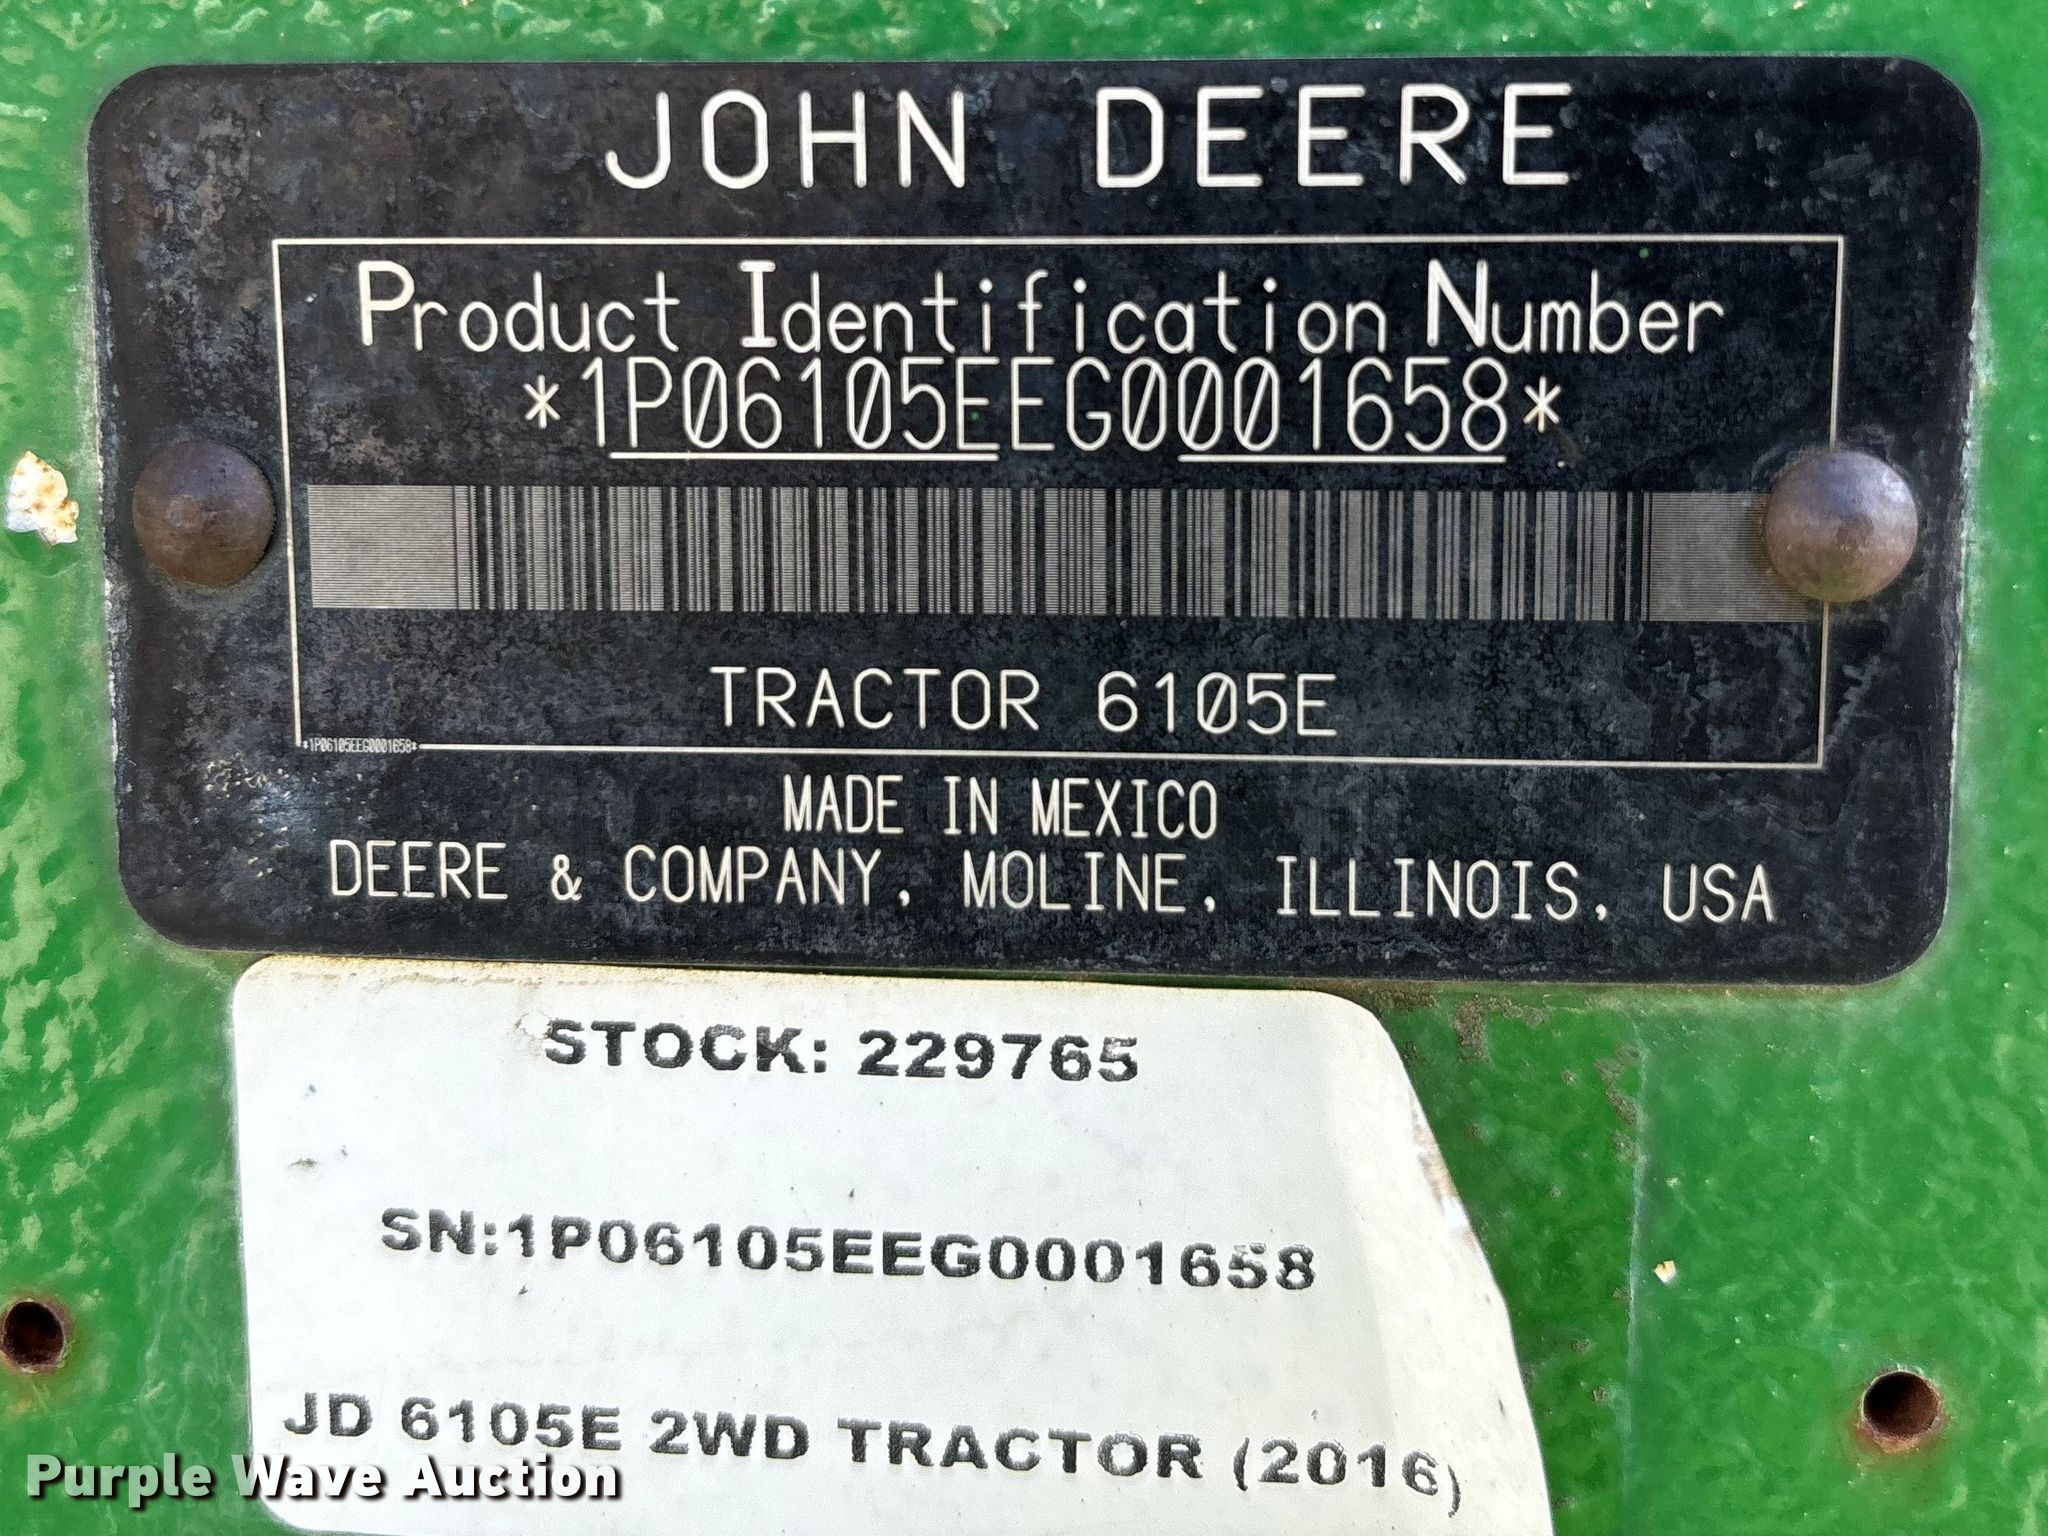 JOHN DEERE
Product Identification Number
*1P06105EEG0001658*
TRACTOR 6105E
*1P06105EEG0001658*
MADE IN MEXICO
DEERE & COMPANY, MOLINE, ILLINOIS, USA
STOCK: 229765
SN:1P06105EEG0001658
JD 6105E 2WD TRACTOR (2016)
Purple Wave Auction